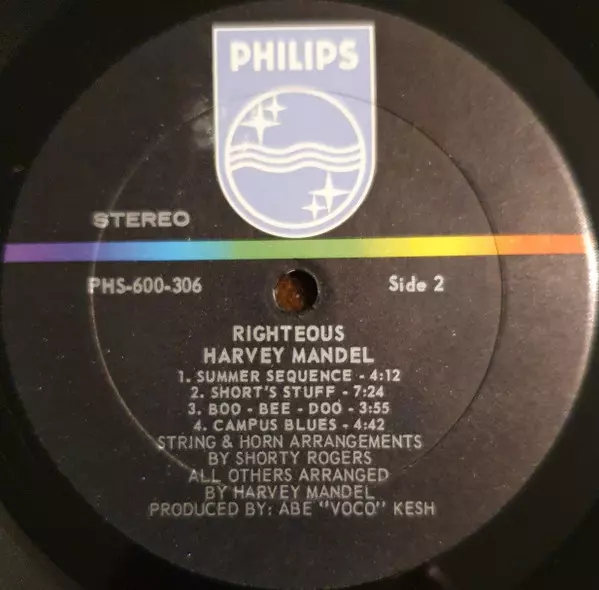 PHILIPS
STEREO
PHS-600-306
Side 2
RIGHTEOUS
HARVEY MANDEL
1. SUMMER SEQUENCE - 4:12
2. SHORT'S STUFF - 7:24
3. BOO - BEE - DOO - 3:55
4. CAMPUS BLUES - 4:42
STRING & HORN ARRANGEMENTS
BY SHORTY ROGERS
ALL OTHERS ARRANGED
BY HARVEY MANDEL
PRODUCED BY: ABE "VOCO" KESH